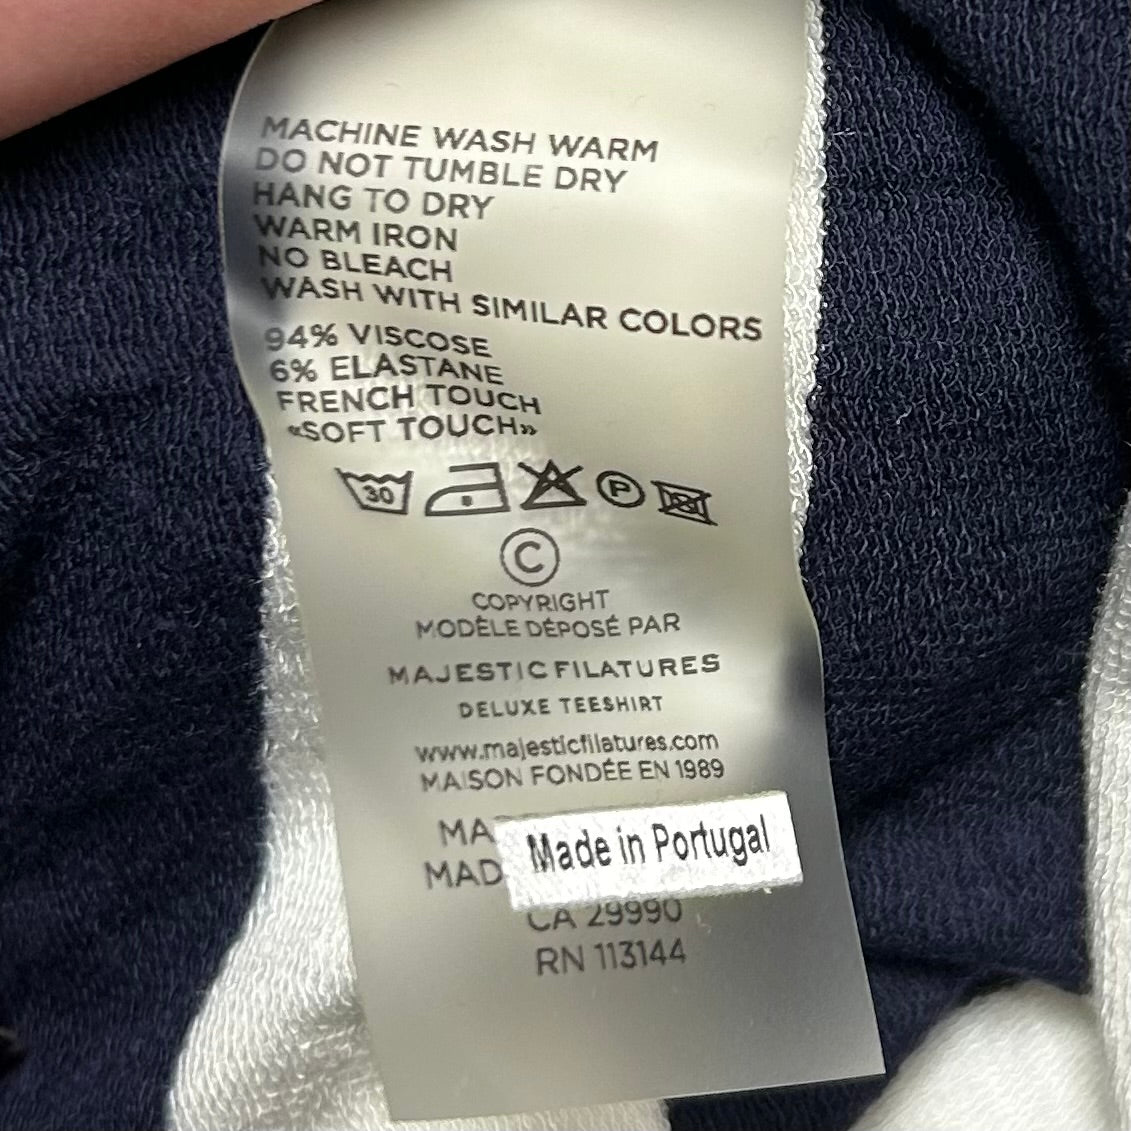 MACHINE WASH WARM
DO NOT TUMBLE DRY
HANG TO DRY
WARM IRON
NO BLEACH
WASH WITH SIMILAR COLORS
94% VISCOSE
6% ELASTANE
FRENCH TOUCH
«SOFT TOUCH»
30 P
©
COPYRIGHT
MODÈLE DÉPOSÉ PAR
MAJESTIC FILATURES
DELUXE TEESHIRT
www.majesticfilatures.com
MAISON FONDÉE EN 1989
Made in Portugal
CA 29990
RN 113144